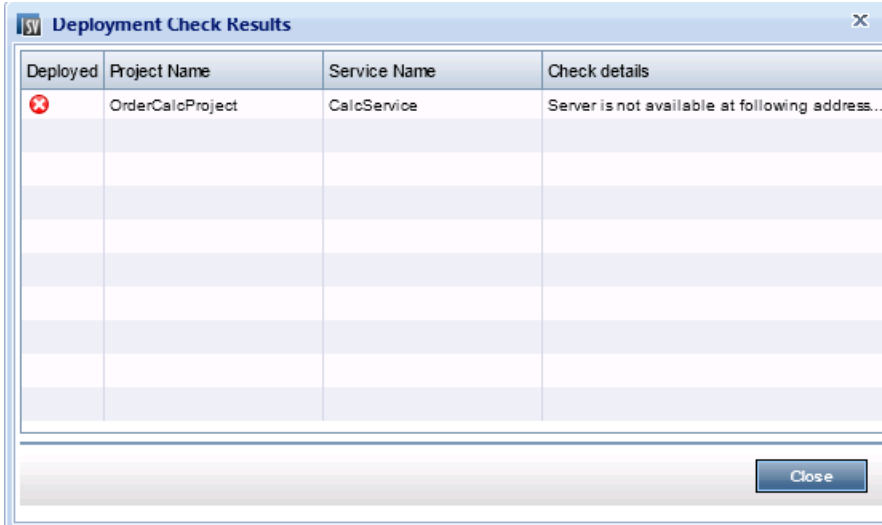 SV Deployment Check Results
Deployed Project Name Service Name Check details
OrderCalcProject CalcService Server is not available at following address...
Close